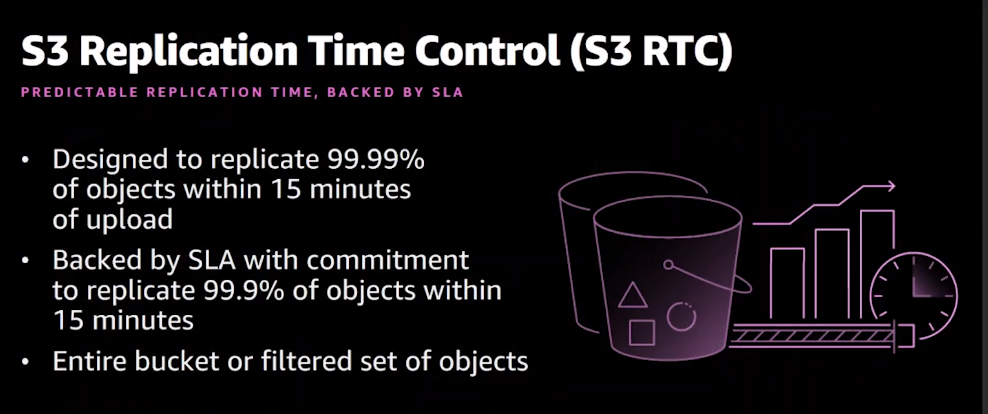 S3 Replication Time Control (S3 RTC)
PREDICTABLE REPLICATION TIME, BACKED BY SLA
• Designed to replicate 99.99%
of objects within 15 minutes
of upload
• Backed by SLA with commitment
to replicate 99.9% of objects within
15 minutes
• Entire bucket or filtered set of objects